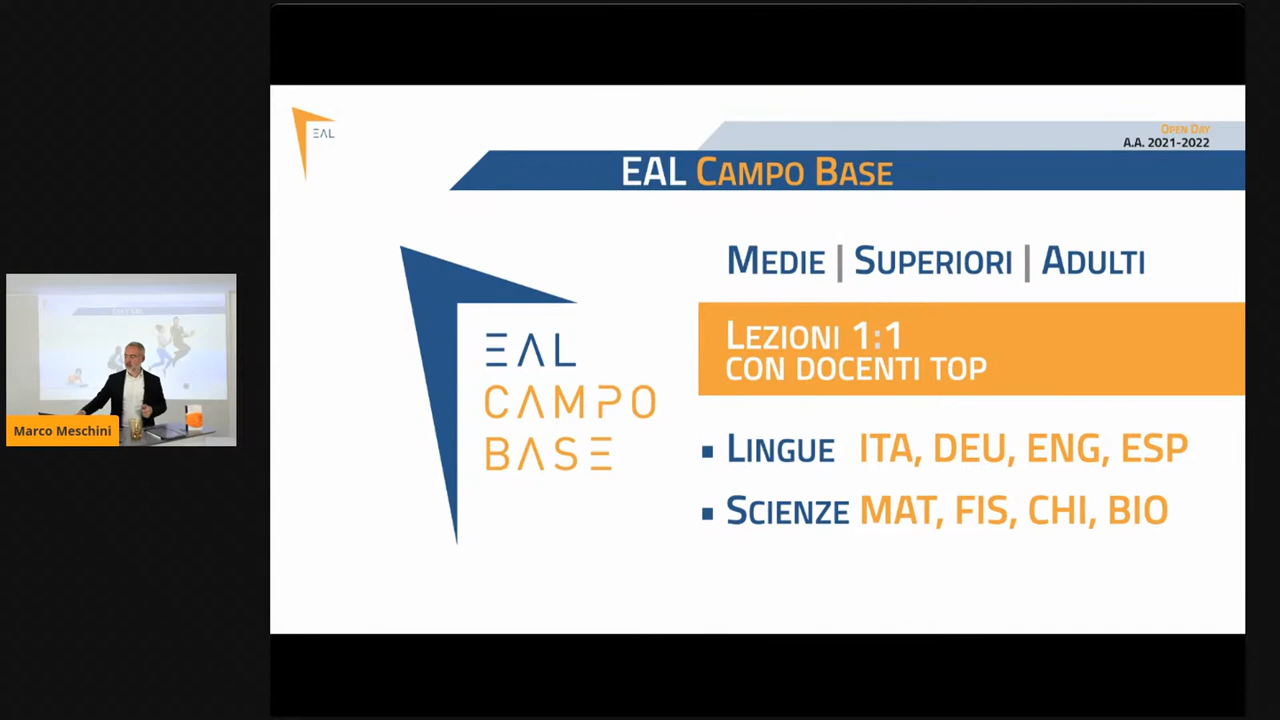 EAL
OPEN DAY
A.A. 2021-2022
EAL CAMPO BASE
MEDIE | SUPERIORI | ADULTI
EAL
CAMPO
BASE
LEZIONI 1:1
CON DOCENTI TOP
▪ LINGUE ITA, DEU, ENG, ESP
▪ SCIENZE MAT, FIS, CHI, BIO
Marco Meschini